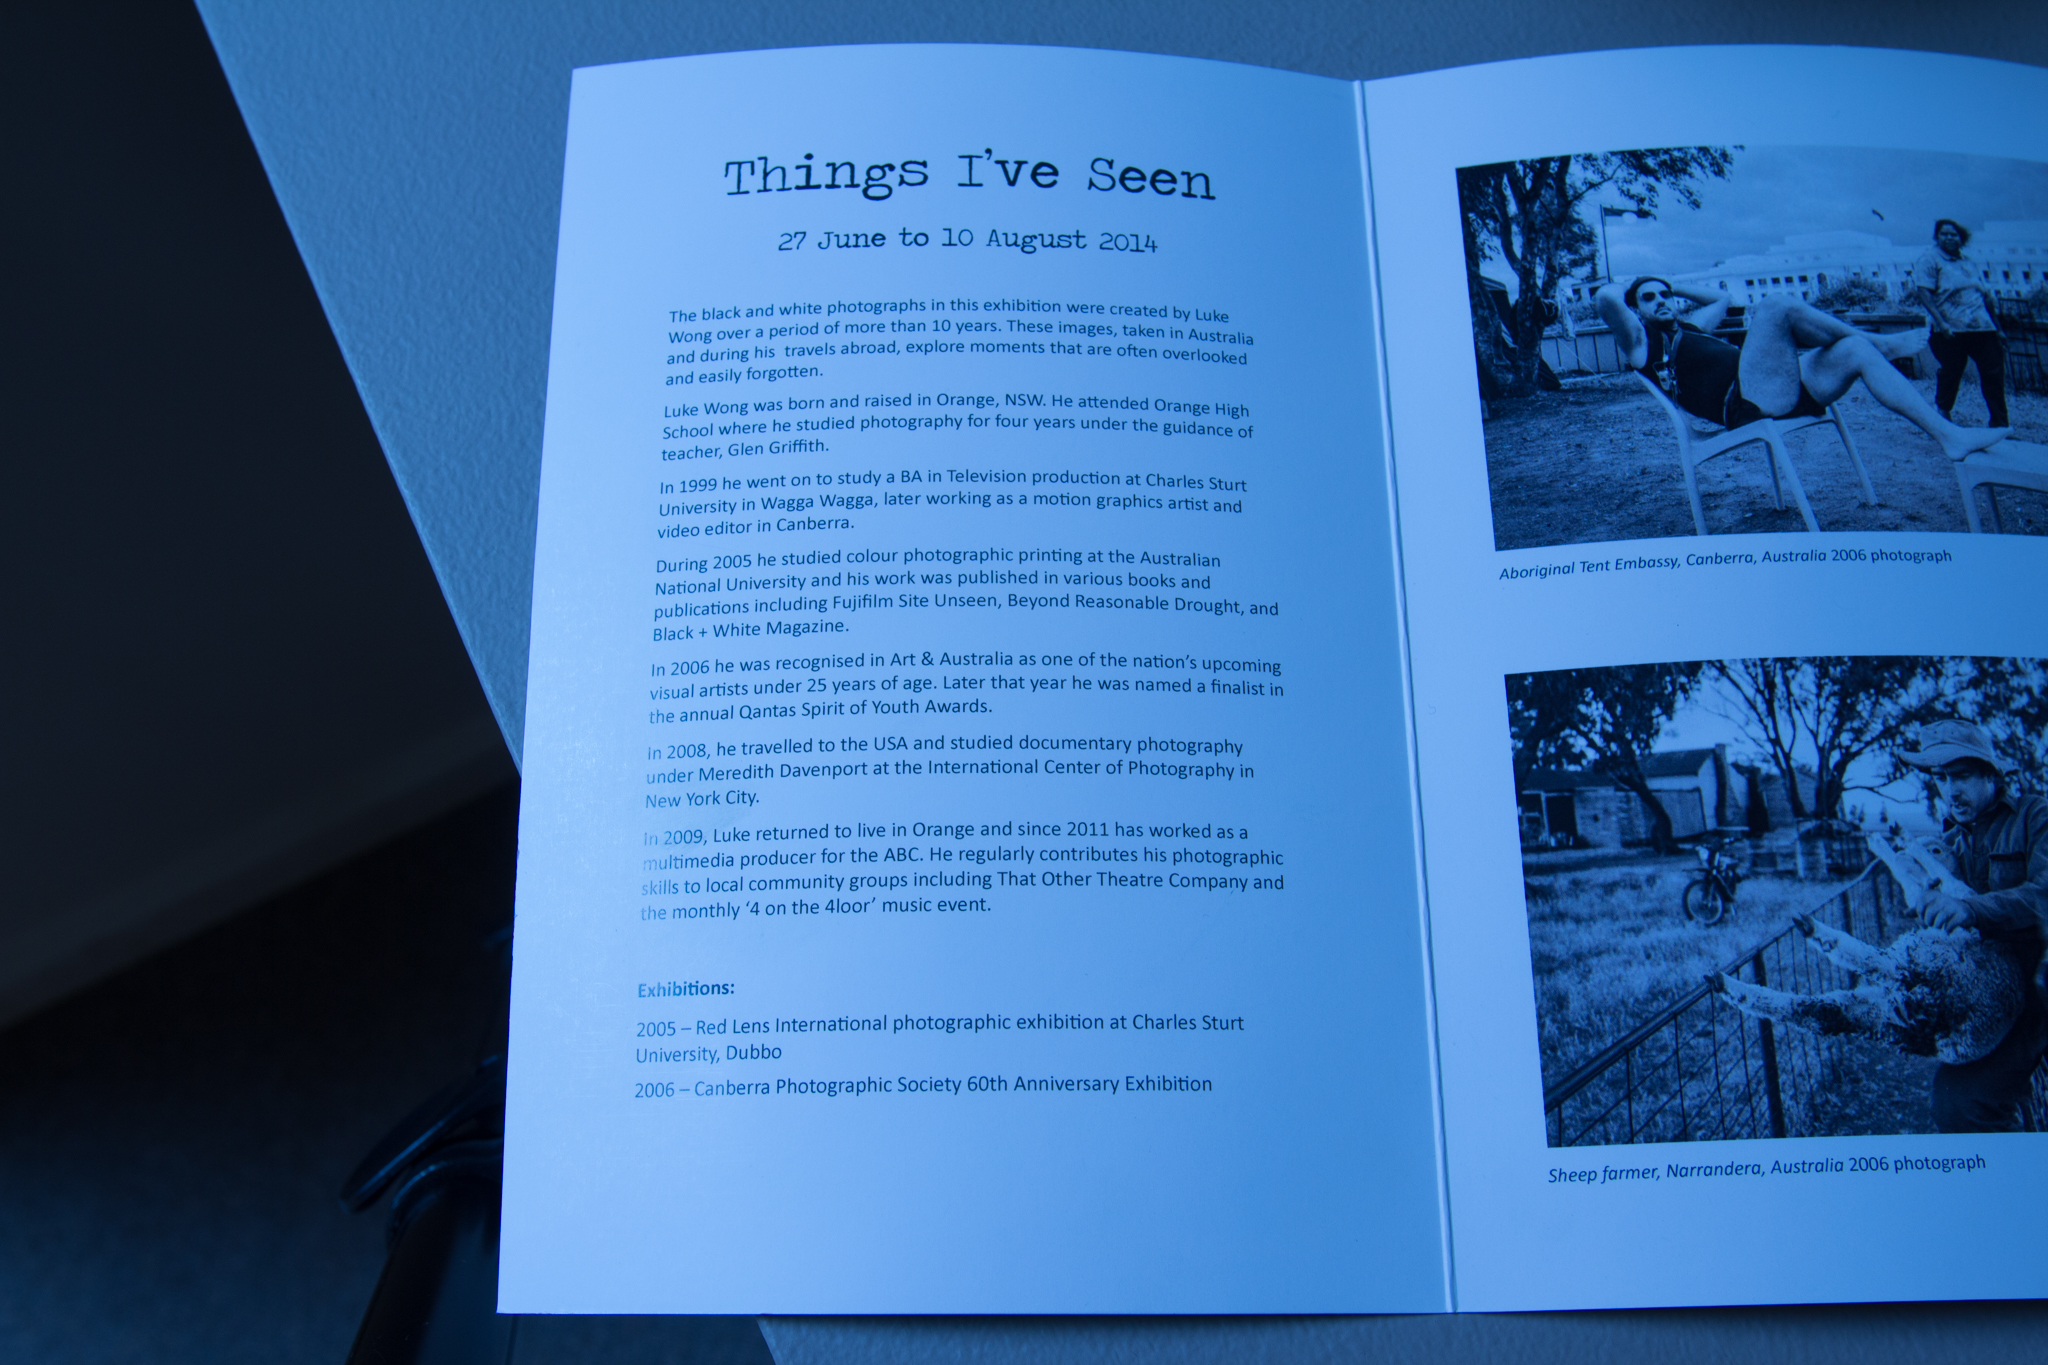 Things I've Seen
27 June to 10 August 2014
The black and white photographs in this exhibition were created by Luke
Wong over a period of more than 10 years. These images, taken in Australia
and during his travels abroad, explore moments that are often overlooked
and easily forgotten.
Luke Wong was born and raised in Orange, NSW. He attended Orange High
School where he studied photography for four years under the guidance of
teacher, Glen Griffith.
In 1999 he went on to study a BA in Television production at Charles Sturt
University in Wagga Wagga, later working as a motion graphics artist and
video editor in Canberra.
During 2005 he studied colour photographic printing at the Australian
National University and his work was published in various books and
publications including Fujifilm Site Unseen, Beyond Reasonable Drought, and
Black + White Magazine.
In 2006 he was recognised in Art & Australia as one of the nation's upcoming
visual artists under 25 years of age. Later that year he was named a finalist in
the annual Qantas Spirit of Youth Awards.
In 2008, he travelled to the USA and studied documentary photography
under Meredith Davenport at the International Center of Photography in
New York City.
In 2009, Luke returned to live in Orange and since 2011 has worked as a
multimedia producer for the ABC. He regularly contributes his photographic
skills to local community groups including That Other Theatre Company and
the monthly '4 on the 4loor' music event.
Exhibitions:
2005 – Red Lens International photographic exhibition at Charles Sturt
University, Dubbo
2006 – Canberra Photographic Society 60th Anniversary Exhibition
Aboriginal Tent Embassy, Canberra, Australia 2006 photograph
Sheep farmer, Narrandera, Australia 2006 photograph